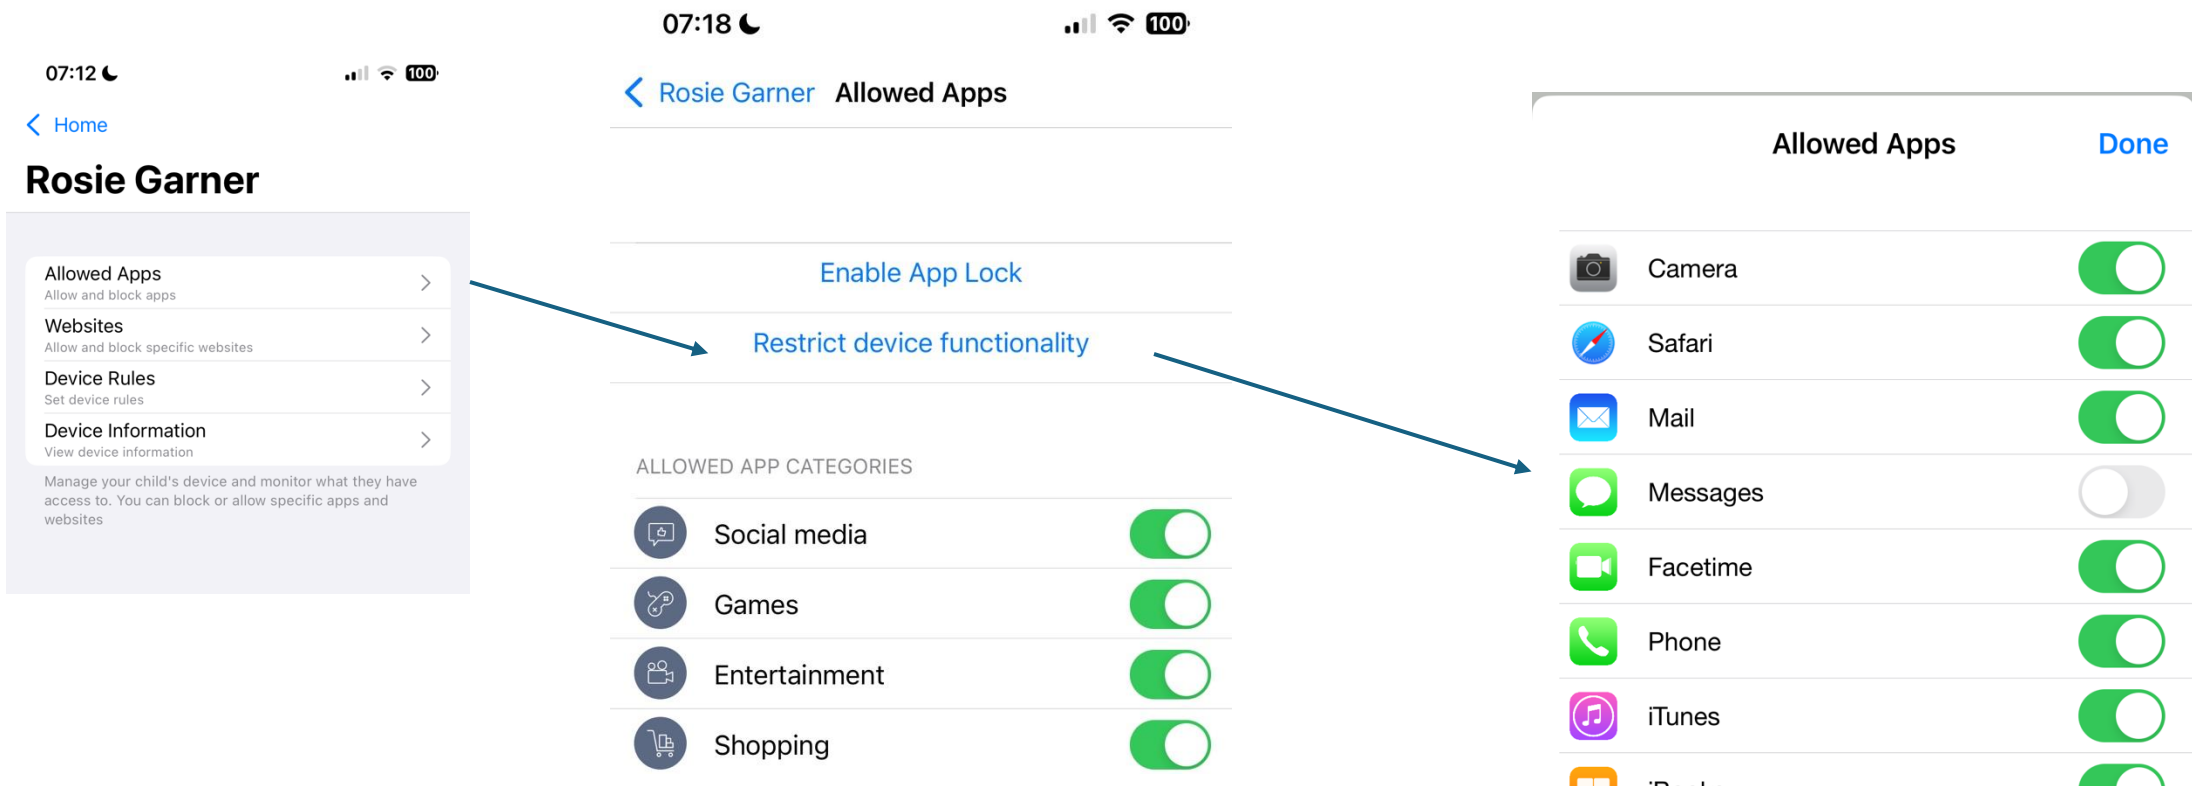 07:12
100
Home
Rosie Garner
Allowed Apps
Allow and block apps
Websites
Allow and block specific websites
Device Rules
Set device rules
Device Information
View device information
Manage your child's device and monitor what they have
access to. You can block or allow specific apps and
websites
07:18
100
Rosie Garner Allowed Apps
Enable App Lock
Restrict device functionality
ALLOWED APP CATEGORIES
Social media
Games
Entertainment
Shopping
Allowed Apps Done
Camera
Safari
Mail
Messages
Facetime
Phone
iTunes